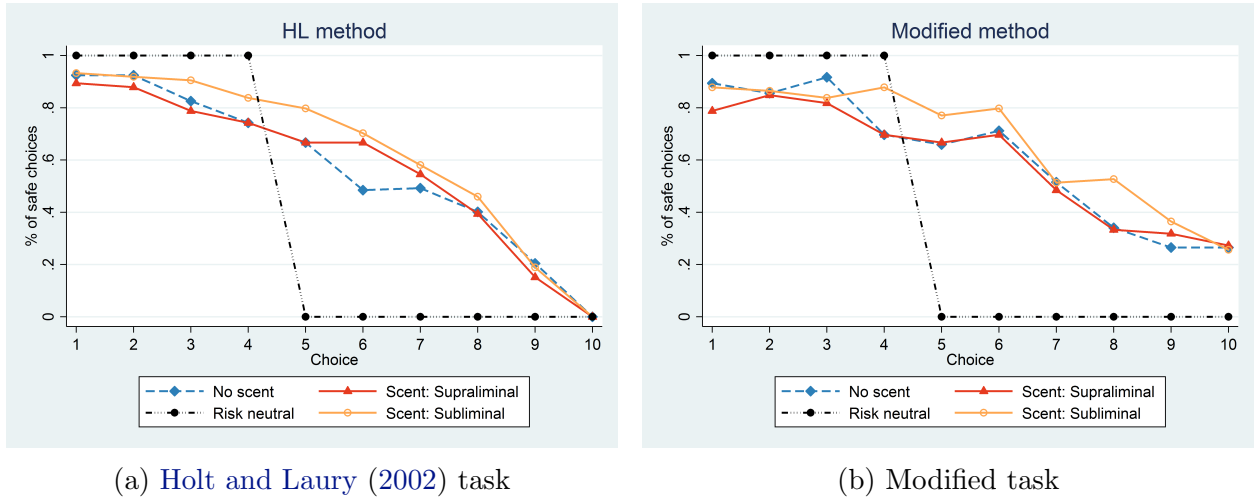 HL method
% of safe choices
1
.8
.6
.4
.2
0
1 2 3 4 5 6 7 8 9 10
Choice
No scent
Scent: Supraliminal
Risk neutral
Scent: Subliminal
(a) Holt and Laury (2002) task
Modified method
% of safe choices
1
.8
.6
.4
.2
0
1 2 3 4 5 6 7 8 9 10
Choice
No scent
Scent: Supraliminal
Risk neutral
Scent: Subliminal
(b) Modified task